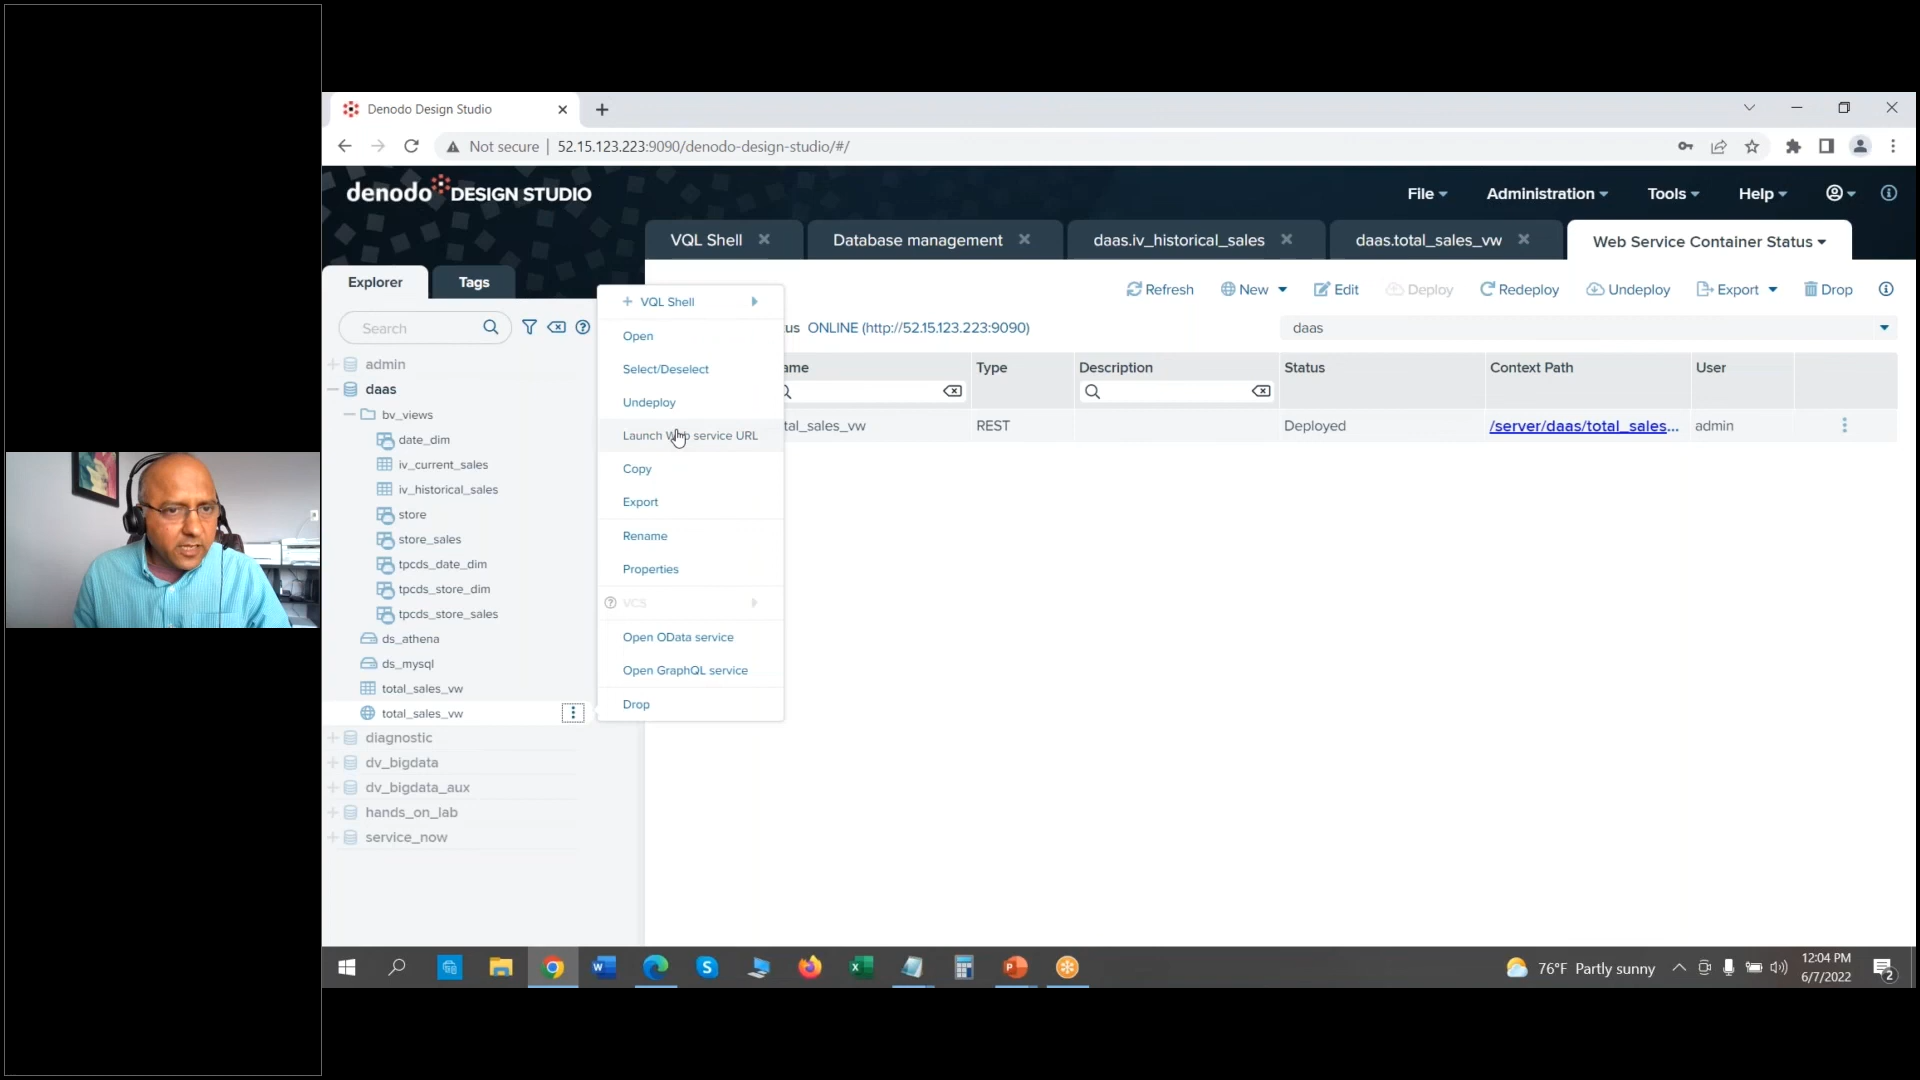 Denodo Design Studio
Not secure | 52.15.123.223:9090/denodo-design-studio/#/
denodo DESIGN STUDIO
File
Administration
Tools
Help
VQL Shell
Database management
daas.iv_historical_sales
daas.total_sales_vw
Web Service Container Status
Explorer
Tags
Refresh
New
Edit
Deploy
Redeploy
Undeploy
Export
Drop
Search
us ONLINE (http://52.15.123.223:9090)
daas
ame
Type
Description
Status
Context Path
User
tal_sales_vw
REST
Deployed
/server/daas/total_sales...
admin
admin
daas
bv_views
date_dim
iv_current_sales
iv_historical_sales
store
store_sales
tpcds_date_dim
tpcds_store_dim
tpcds_store_sales
ds_athena
ds_mysql
total_sales_vw
total_sales_vw
diagnostic
dv_bigdata
dv_bigdata_aux
hands_on_lab
service_now
+ VQL Shell
Open
Select/Deselect
Undeploy
Launch Web service URL
Copy
Export
Rename
Properties
VCS
Open OData service
Open GraphQL service
Drop
76°F Partly sunny
12:04 PM
6/7/2022
2